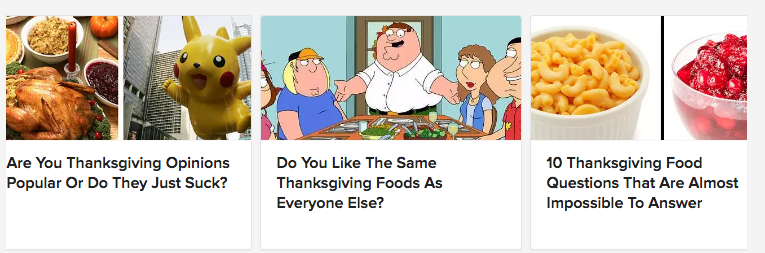 Are You Thanksgiving Opinions
Popular Or Do They Just Suck?
Do You Like The Same
Thanksgiving Foods As
Everyone Else?
10 Thanksgiving Food
Questions That Are Almost
Impossible To Answer